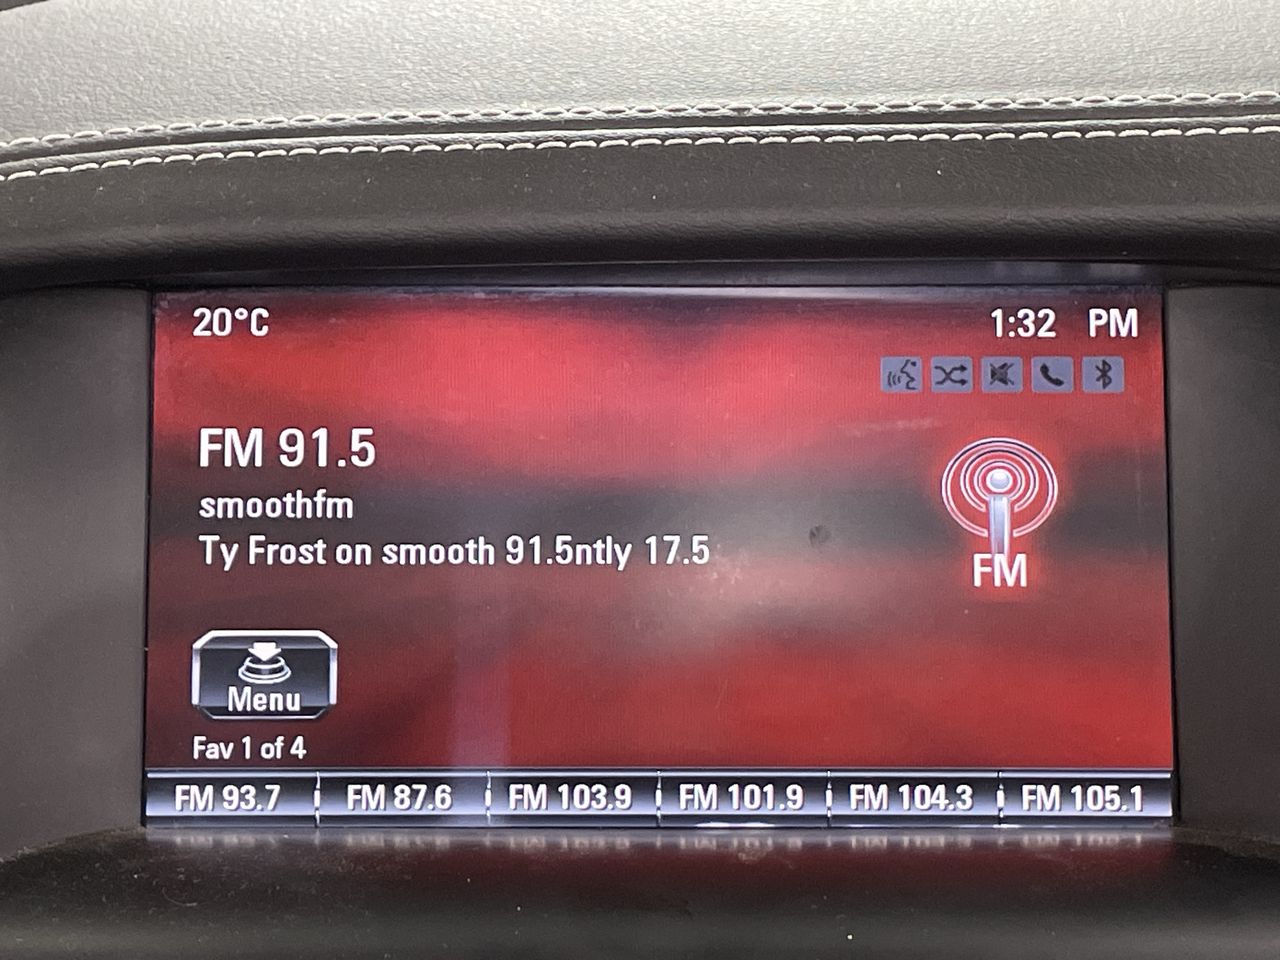 20°C
1:32 PM
FM 91.5
smoothfm
Ty Frost on smooth 91.5ntly 17.5
FM
Menu
Fav 1 of 4
FM 93.7
FM 87.6
FM 103.9
FM 101.9
FM 104.3
FM 105.1